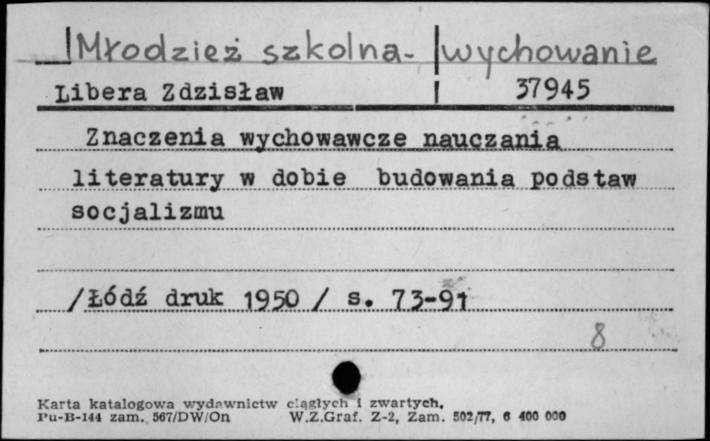 Młodzież szkolna - wychowanie
Libera Zdzisław 37945
Znaczenia wychowawcze nauczania
literatury w dobie budowania podstaw
socjalizmu
/Łódź druk 1950 / s. 73-91
8
Karta katalogowa wydawnictw ciągłych i zwartych,
Pu-B-144 zam. 567/DW/On W.Z.Graf. Z-2, Zam. 502/77, 6 400 000